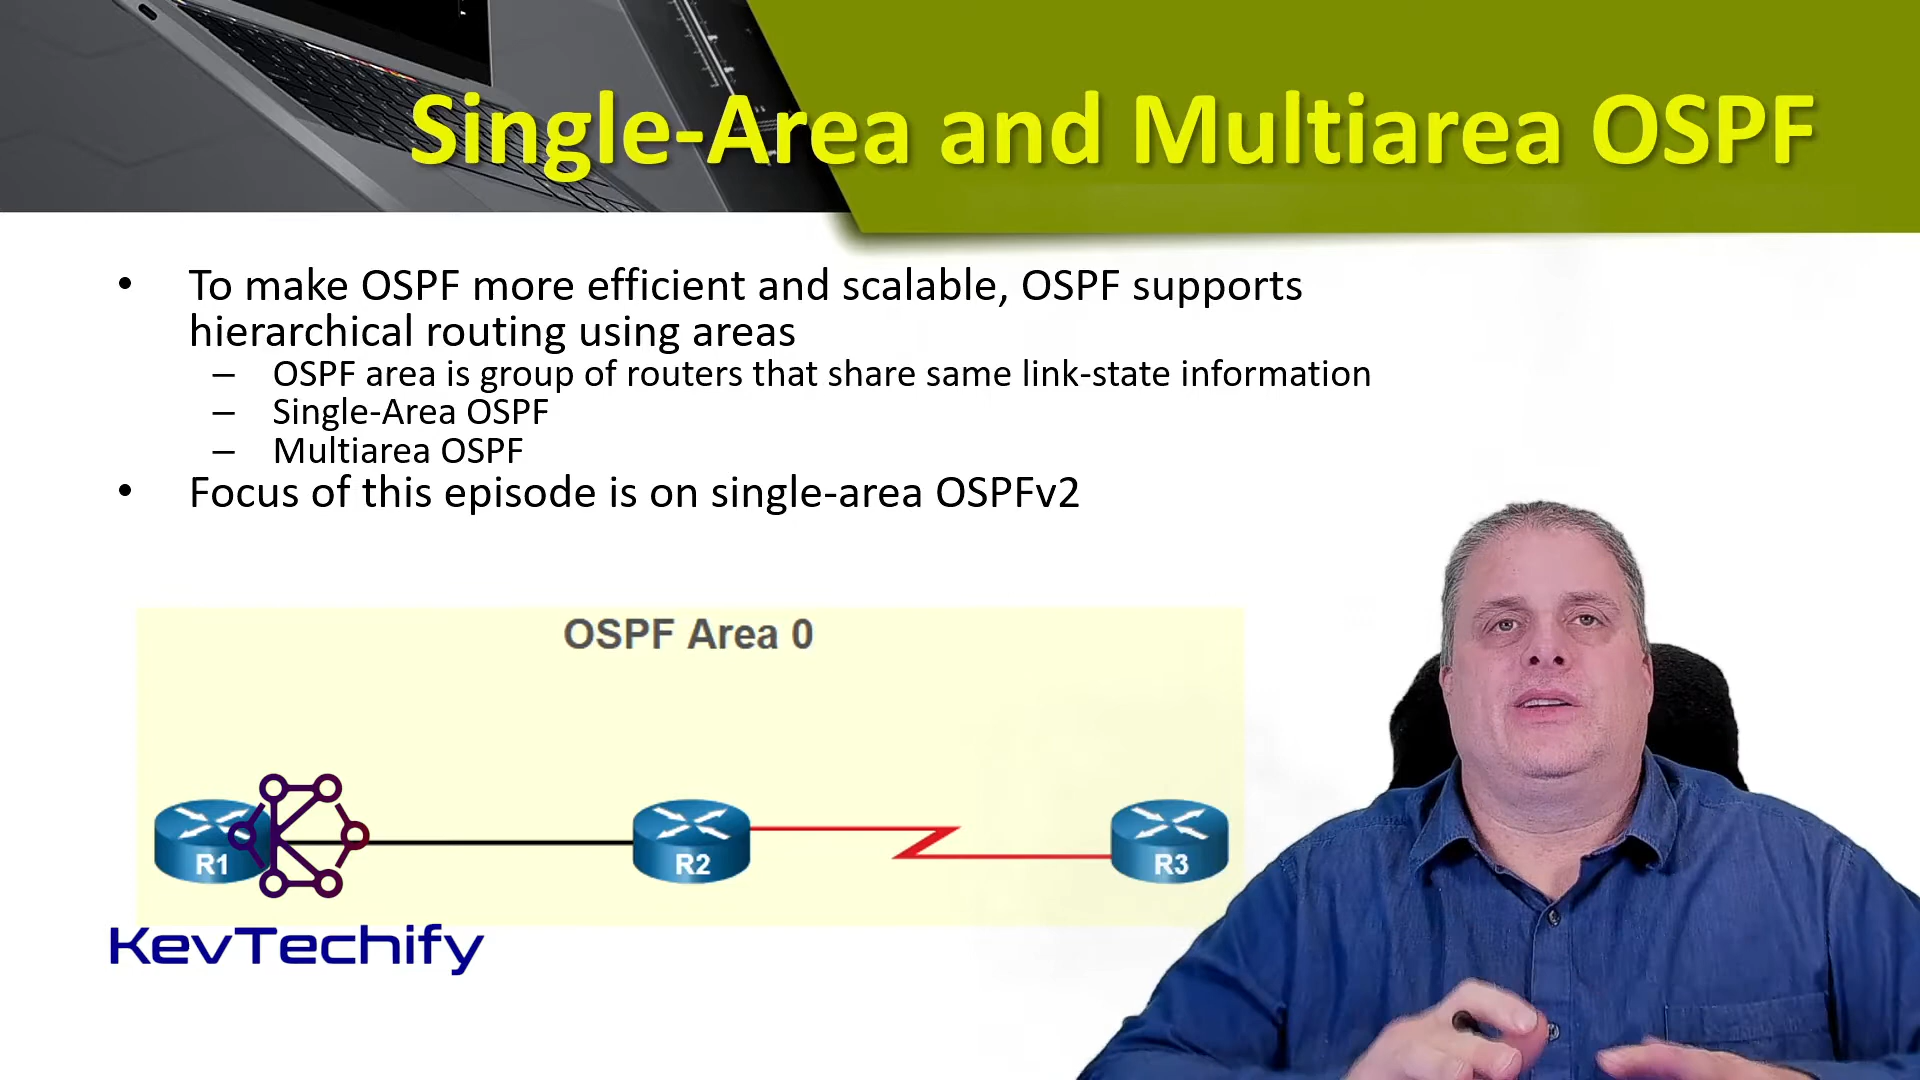 Single-Area and Multiarea OSPF
• To make OSPF more efficient and scalable, OSPF supports
hierarchical routing using areas
– OSPF area is group of routers that share same link-state information
– Single-Area OSPF
– Multiarea OSPF
• Focus of this episode is on single-area OSPFv2
OSPF Area 0
R1
R2
R3
KevTechify